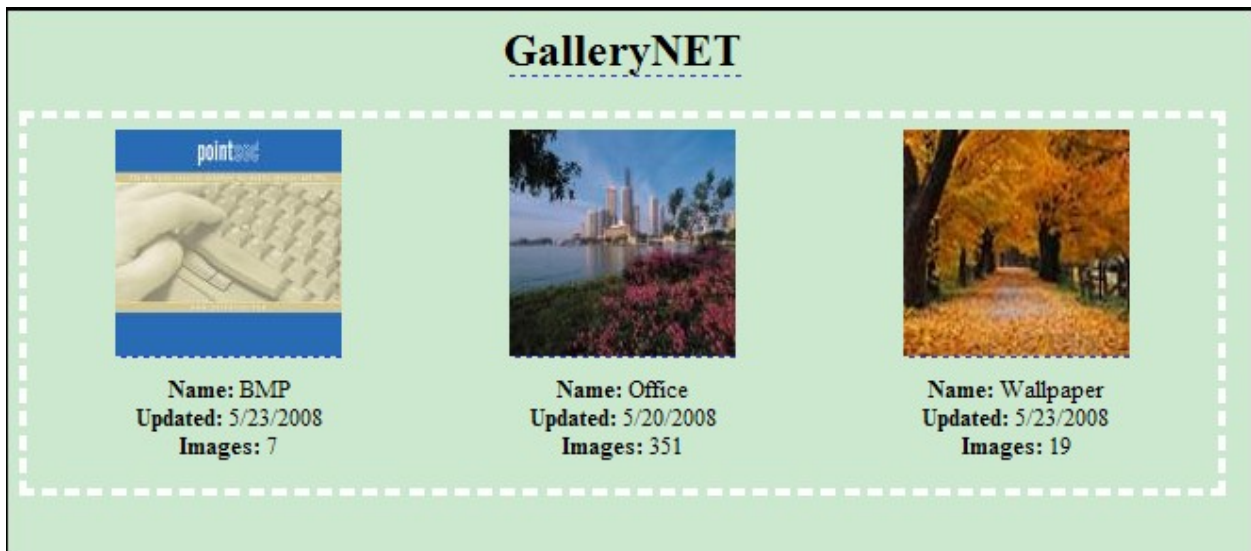 GalleryNET
point
Name: BMP
Updated: 5/23/2008
Images: 7
Name: Office
Updated: 5/20/2008
Images: 351
Name: Wallpaper
Updated: 5/23/2008
Images: 19